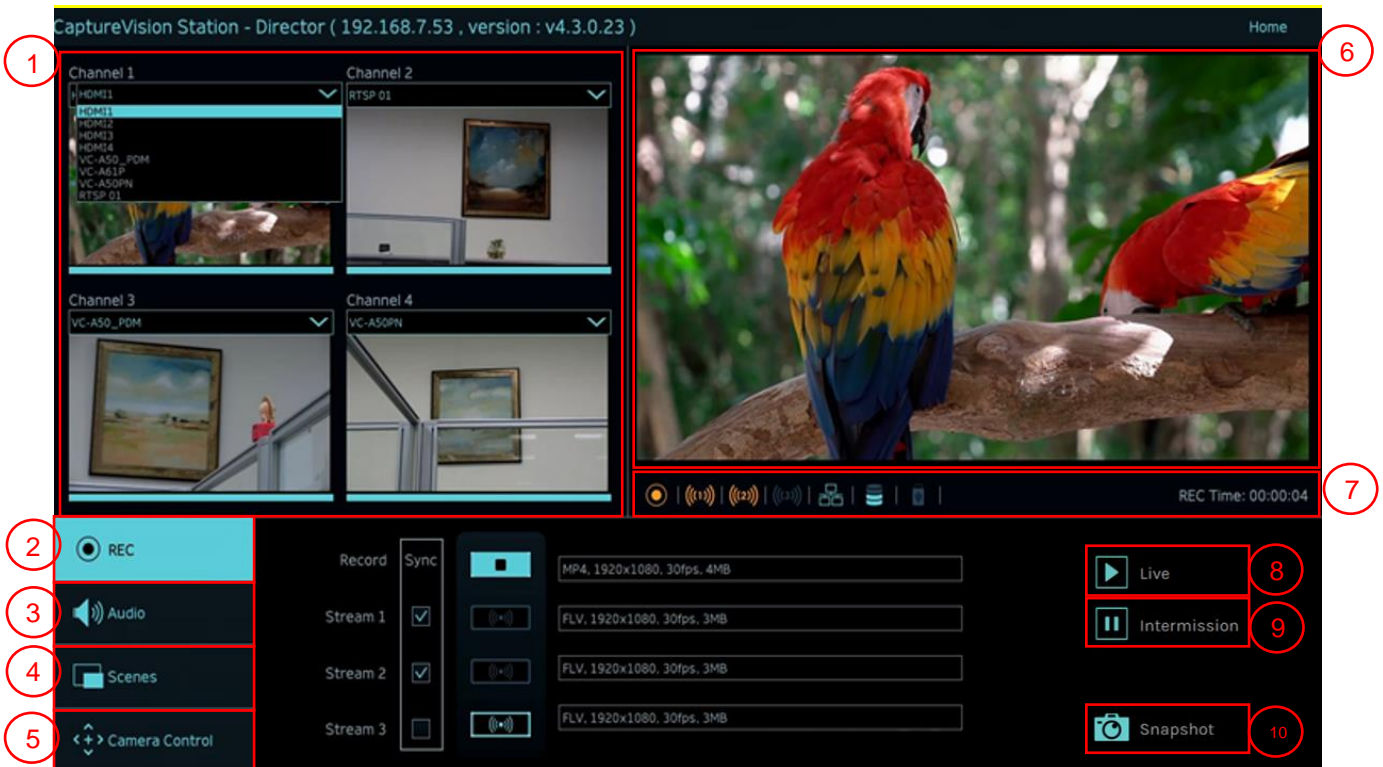 CaptureVision Station - Director ( 192.168.7.53 , version : v4.3.0.23 )
Home
1
6
Channel 1
Channel 2
HDMI1
RTSP 01
HDMI1
HDMI2
HDMI3
HDMI4
VC-A50_PDM
VC-A61P
VC-A50PN
RTSP 01
Channel 3
Channel 4
VC-A50_PDM
VC-A50PN
((1))
((2))
((3))
REC Time: 00:00:04
7
2
REC
Record
Sync
MP4, 1920x1080, 30fps, 4MB
Live
8
3
Audio
Stream 1
FLV, 1920x1080, 30fps, 3MB
Intermission
9
4
Scenes
Stream 2
FLV, 1920x1080, 30fps, 3MB
5
Camera Control
Stream 3
FLV, 1920x1080, 30fps, 3MB
Snapshot
10